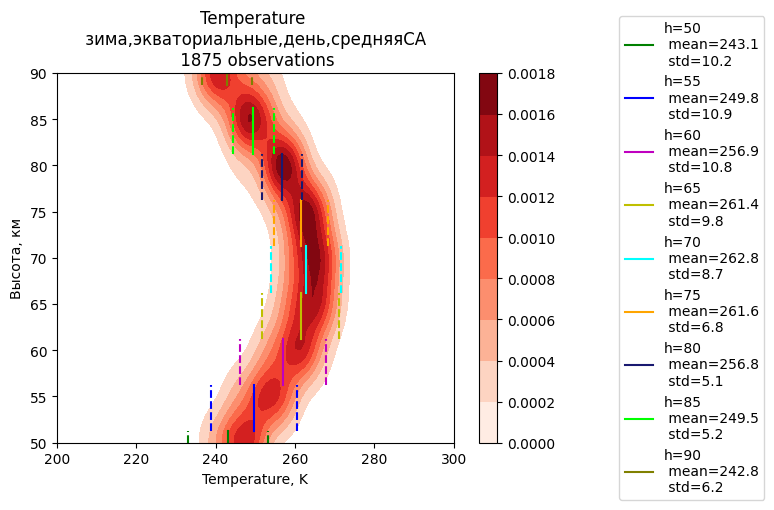 Temperature
зима,экваториальные,день,средняяСА
1875 observations
90
85
80
75
70
65
60
55
50
Высота, км
200
220
240
260
280
300
Temperature, K
0.0018
0.0016
0.0014
0.0012
0.0010
0.0008
0.0006
0.0004
0.0002
0.0000
h=50
mean=243.1
std=10.2
h=55
mean=249.8
std=10.9
h=60
mean=256.9
std=10.8
h=65
mean=261.4
std=9.8
h=70
mean=262.8
std=8.7
h=75
mean=261.6
std=6.8
h=80
mean=256.8
std=5.1
h=85
mean=249.5
std=5.2
h=90
mean=242.8
std=6.2